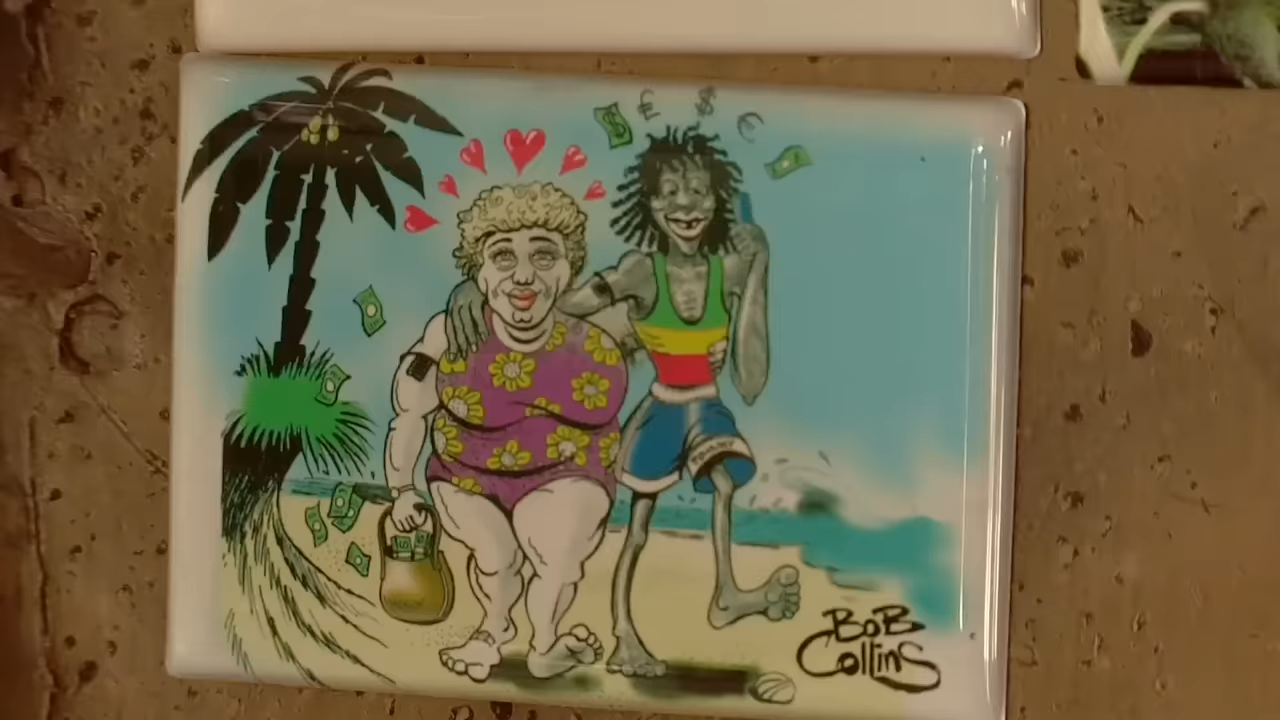 £ $ €
$
BoB
Collins